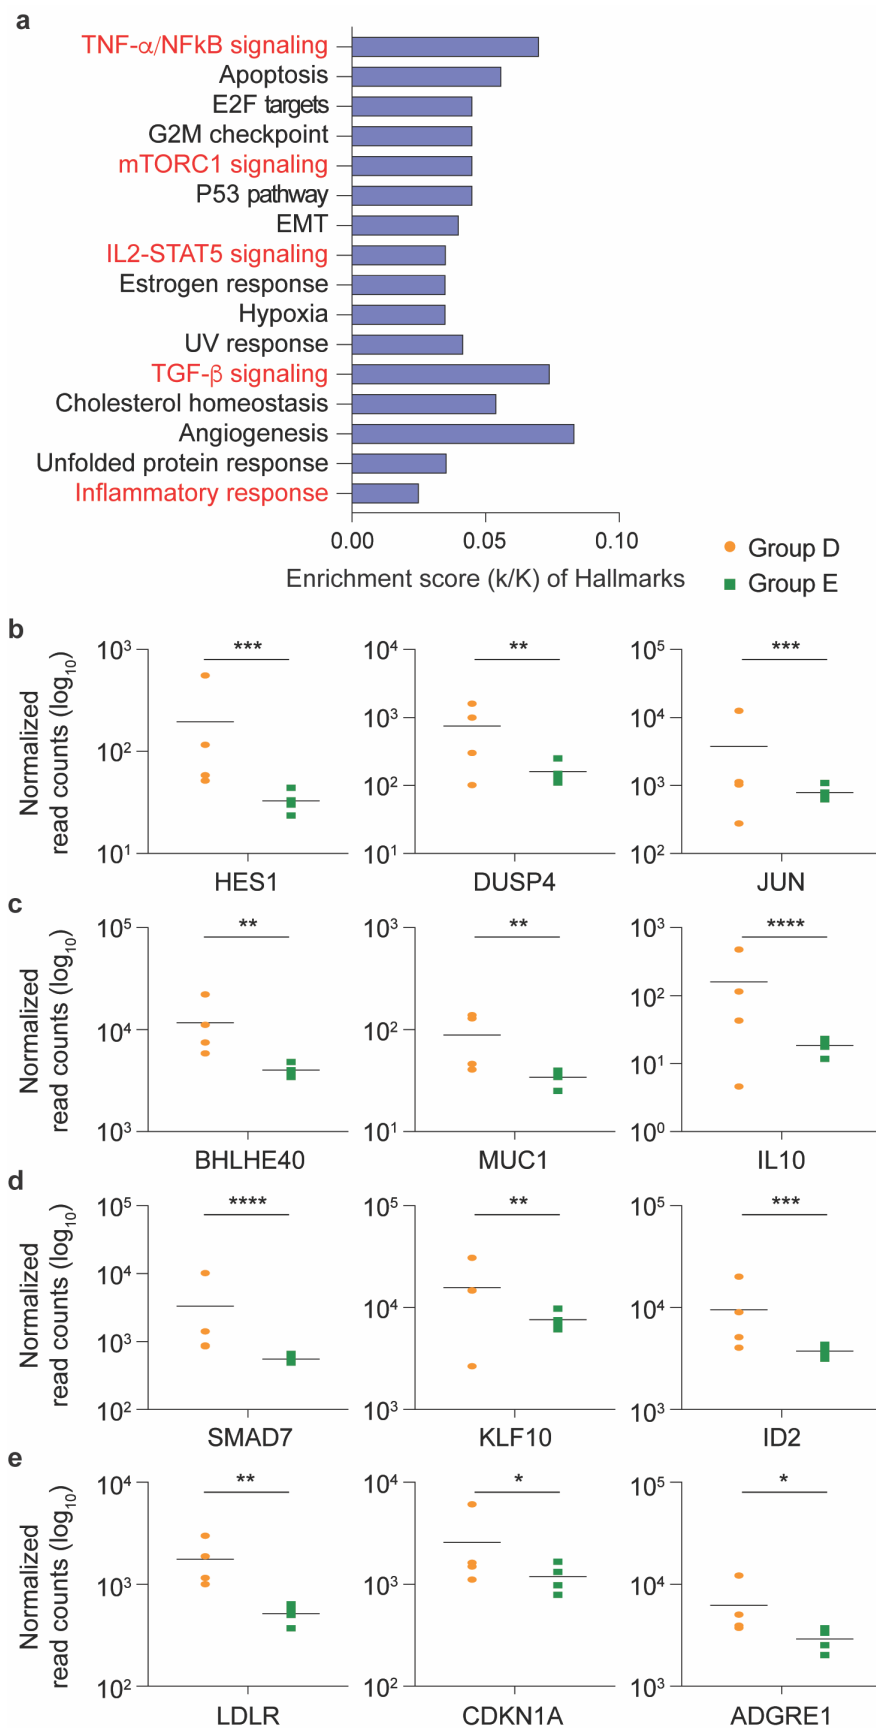 a
TNF-α/NFkB signaling
Apoptosis
E2F targets
G2M checkpoint
mTORC1 signaling
P53 pathway
EMT
IL2-STAT5 signaling
Estrogen response
Hypoxia
UV response
TGF-β signaling
Cholesterol homeostasis
Angiogenesis
Unfolded protein response
Inflammatory response
0.00 0.05 0.10
Enrichment score (k/K) of Hallmarks
Group D
Group E
b
Normalized
read counts (log₁₀)
10³
10²
10¹
***
HES1
10⁴
10³
10²
10¹
**
DUSP4
10⁵
10⁴
10³
10²
***
JUN
c
Normalized
read counts (log₁₀)
10⁵
10⁴
10³
**
BHLHE40
10³
10²
10¹
**
MUC1
10³
10²
10¹
10⁰
****
IL10
d
Normalized
read counts (log₁₀)
10⁵
10⁴
10³
10²
****
SMAD7
10⁵
10⁴
10³
**
KLF10
10⁵
10⁴
10³
***
ID2
e
Normalized
read counts (log₁₀)
10⁴
10³
10²
**
LDLR
10⁴
10³
10²
*
CDKN1A
10⁵
10⁴
10³
*
ADGRE1